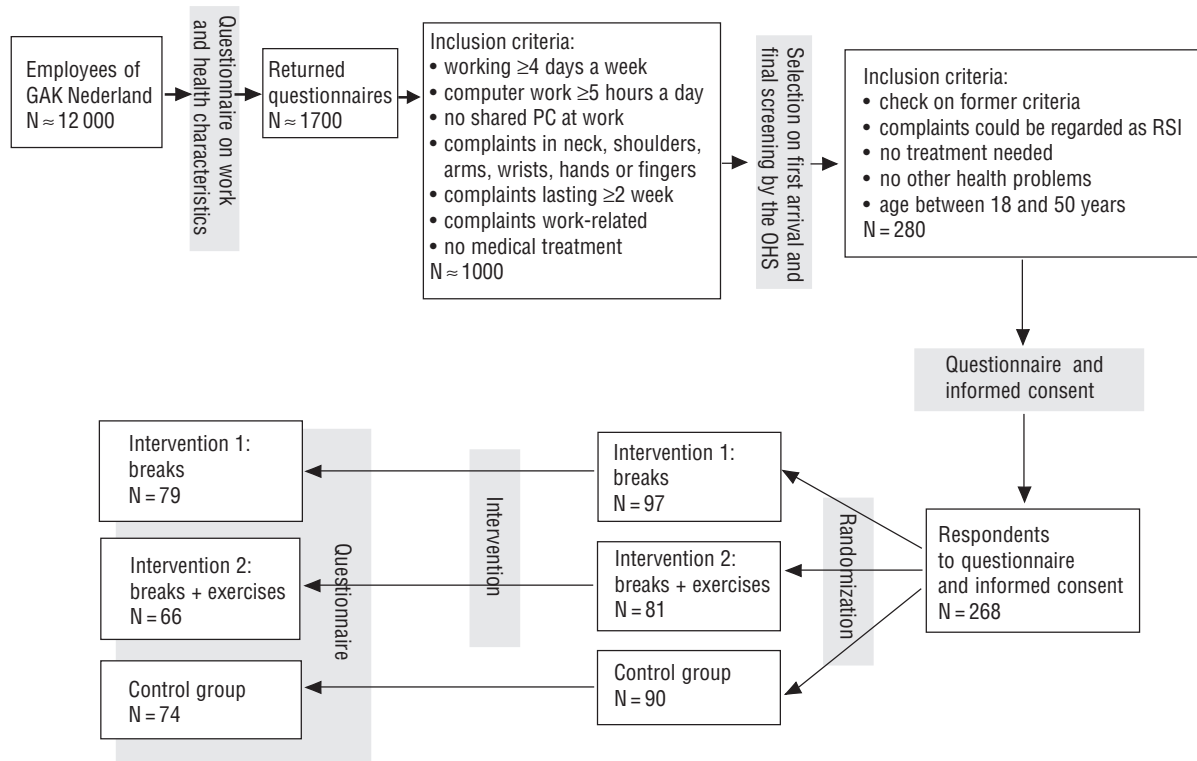 Employees of
GAK Nederland
N ≈ 12 000
Questionnaire on work
and health characteristics
Returned
questionnaires
N ≈ 1700
Inclusion criteria:
• working ≥4 days a week
• computer work ≥5 hours a day
• no shared PC at work
• complaints in neck, shoulders,
arms, wrists, hands or fingers
• complaints lasting ≥2 week
• complaints work-related
• no medical treatment
N ≈ 1000
Selection on first arrival and
final screening by the OHS
Inclusion criteria:
• check on former criteria
• complaints could be regarded as RSI
• no treatment needed
• no other health problems
• age between 18 and 50 years
N = 280
Questionnaire and
informed consent
Respondents
to questionnaire
and informed consent
N = 268
Randomization
Intervention 1:
breaks
N = 97
Intervention 2:
breaks + exercises
N = 81
Control group
N = 90
Intervention
Questionnaire
Intervention 1:
breaks
N = 79
Intervention 2:
breaks + exercises
N = 66
Control group
N = 74